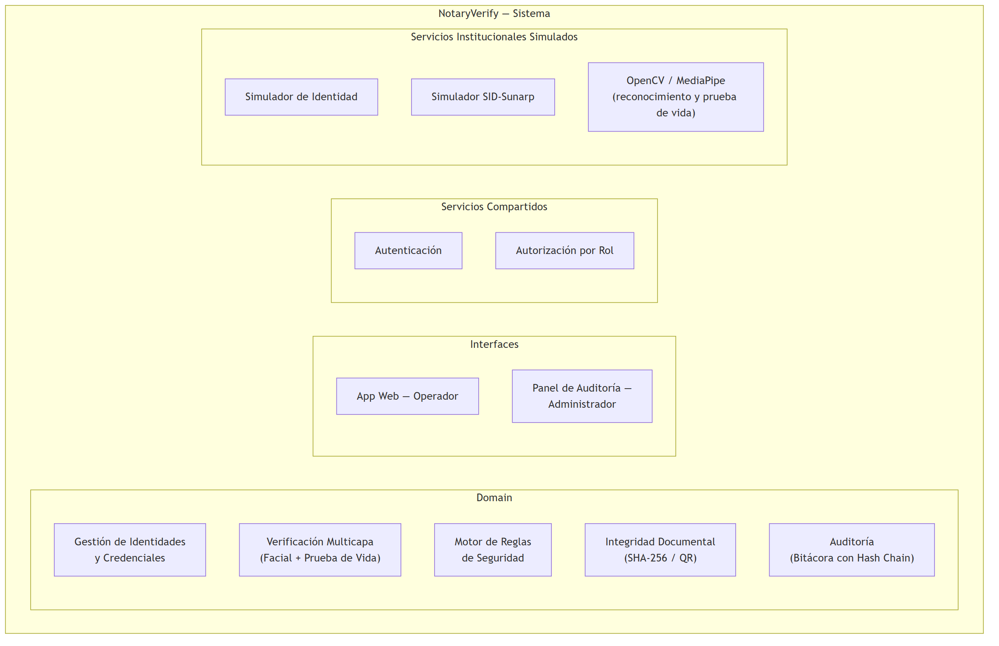 NotaryVerify — Sistema
Servicios Institucionales Simulados
Simulador de Identidad
Simulador SID-Sunarp
OpenCV / MediaPipe
(reconocimiento y prueba
de vida)
Servicios Compartidos
Autenticación
Autorización por Rol
Interfaces
App Web — Operador
Panel de Auditoría —
Administrador
Domain
Gestión de Identidades
y Credenciales
Verificación Multicapa
(Facial + Prueba de Vida)
Motor de Reglas
de Seguridad
Integridad Documental
(SHA-256 / QR)
Auditoría
(Bitácora con Hash Chain)